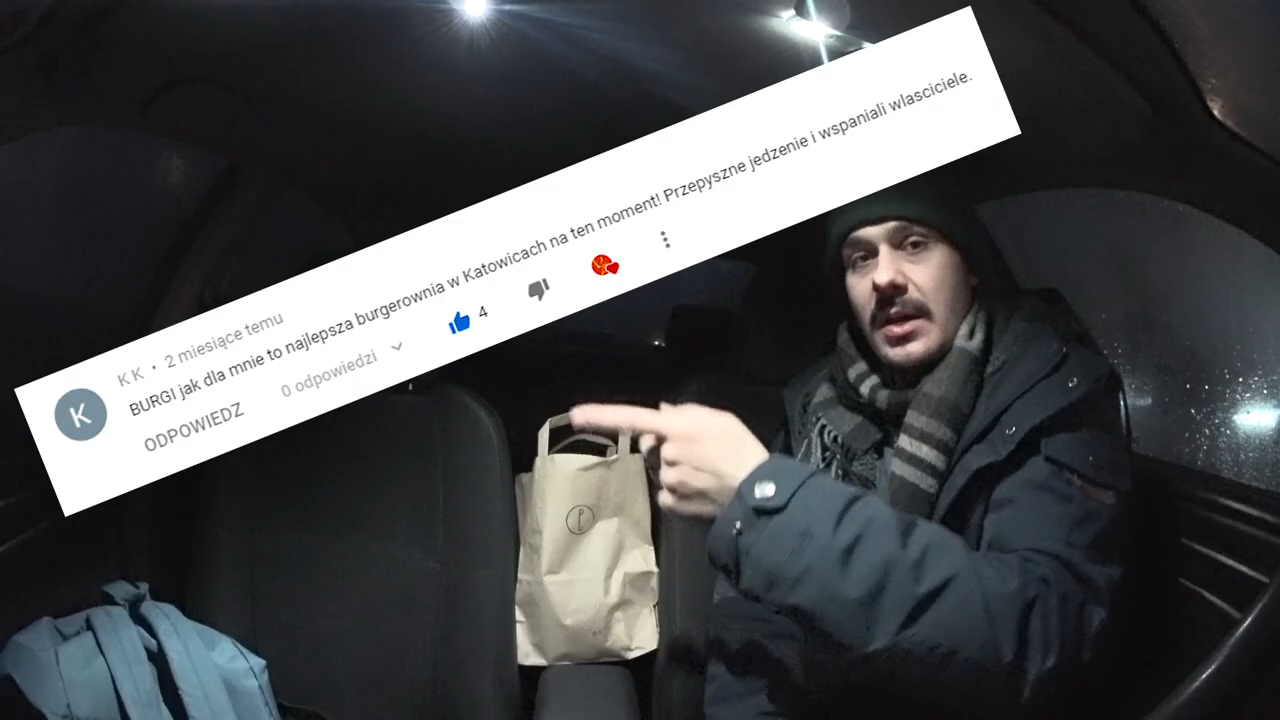 K K • 2 miesiące temu
BURGI jak dla mnie to najlepsza burgerownia w Katowicach na ten moment! Przepyszne jedzenie i wspaniali wlasciciele.
ODPOWIEDZ 0 odpowiedzi 4
K